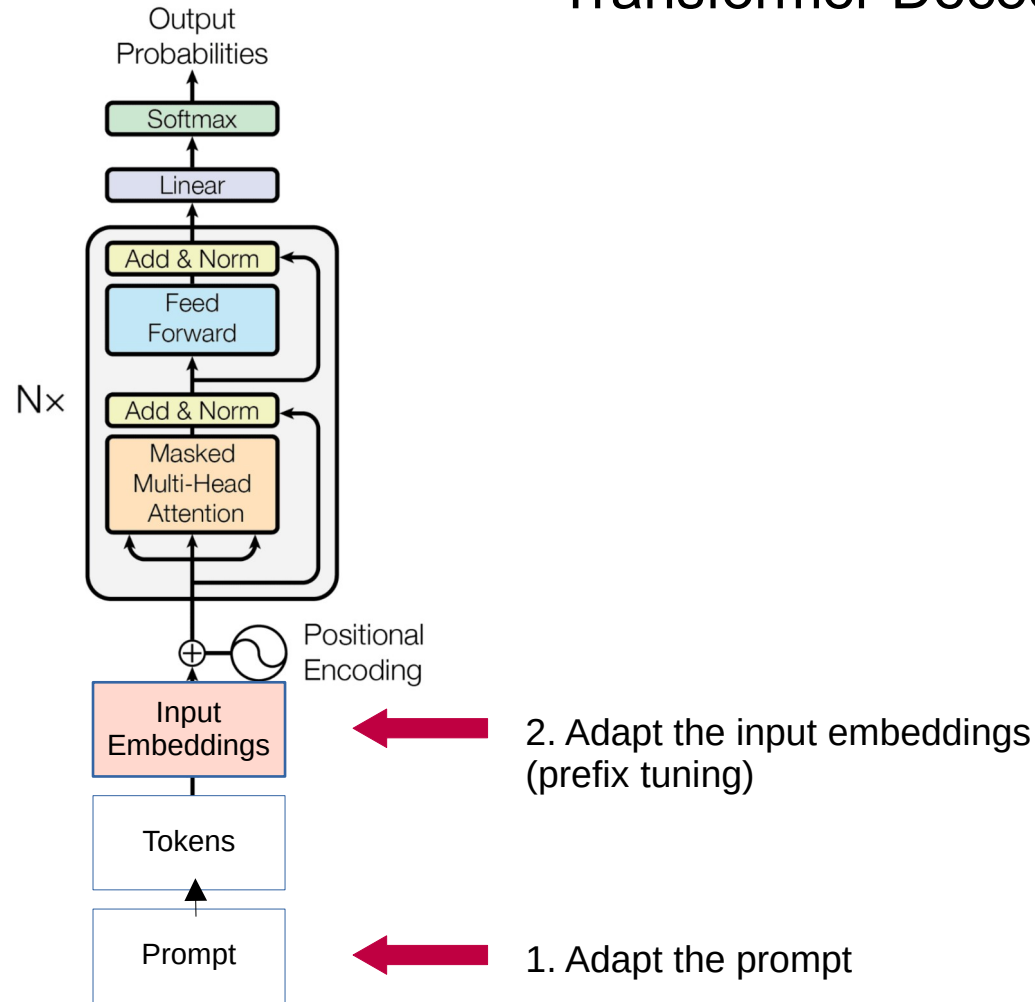 Transformer
Output
Probabilities
Softmax
Linear
Add & Norm
Feed
Forward
N×
Add & Norm
Masked
Multi-Head
Attention
Positional
Encoding
Input
Embeddings
2. Adapt the input embeddings
(prefix tuning)
Tokens
Prompt
1. Adapt the prompt